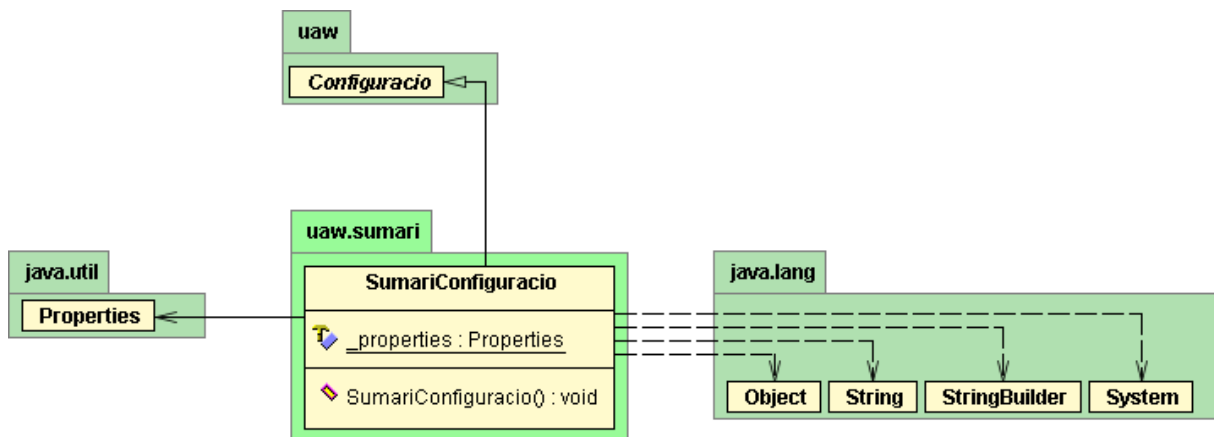 uaw
Configuracio
uaw.sumari
SumariConfiguracio
_properties : Properties
SumariConfiguracio() : void
java.util
Properties
java.lang
Object String StringBuilder System